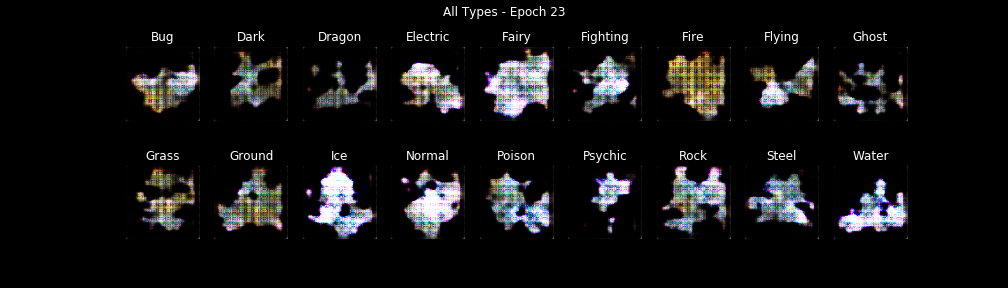 All Types - Epoch 23
Bug Dark Dragon Electric Fairy Fighting Fire Flying Ghost
Grass Ground Ice Normal Poison Psychic Rock Steel Water